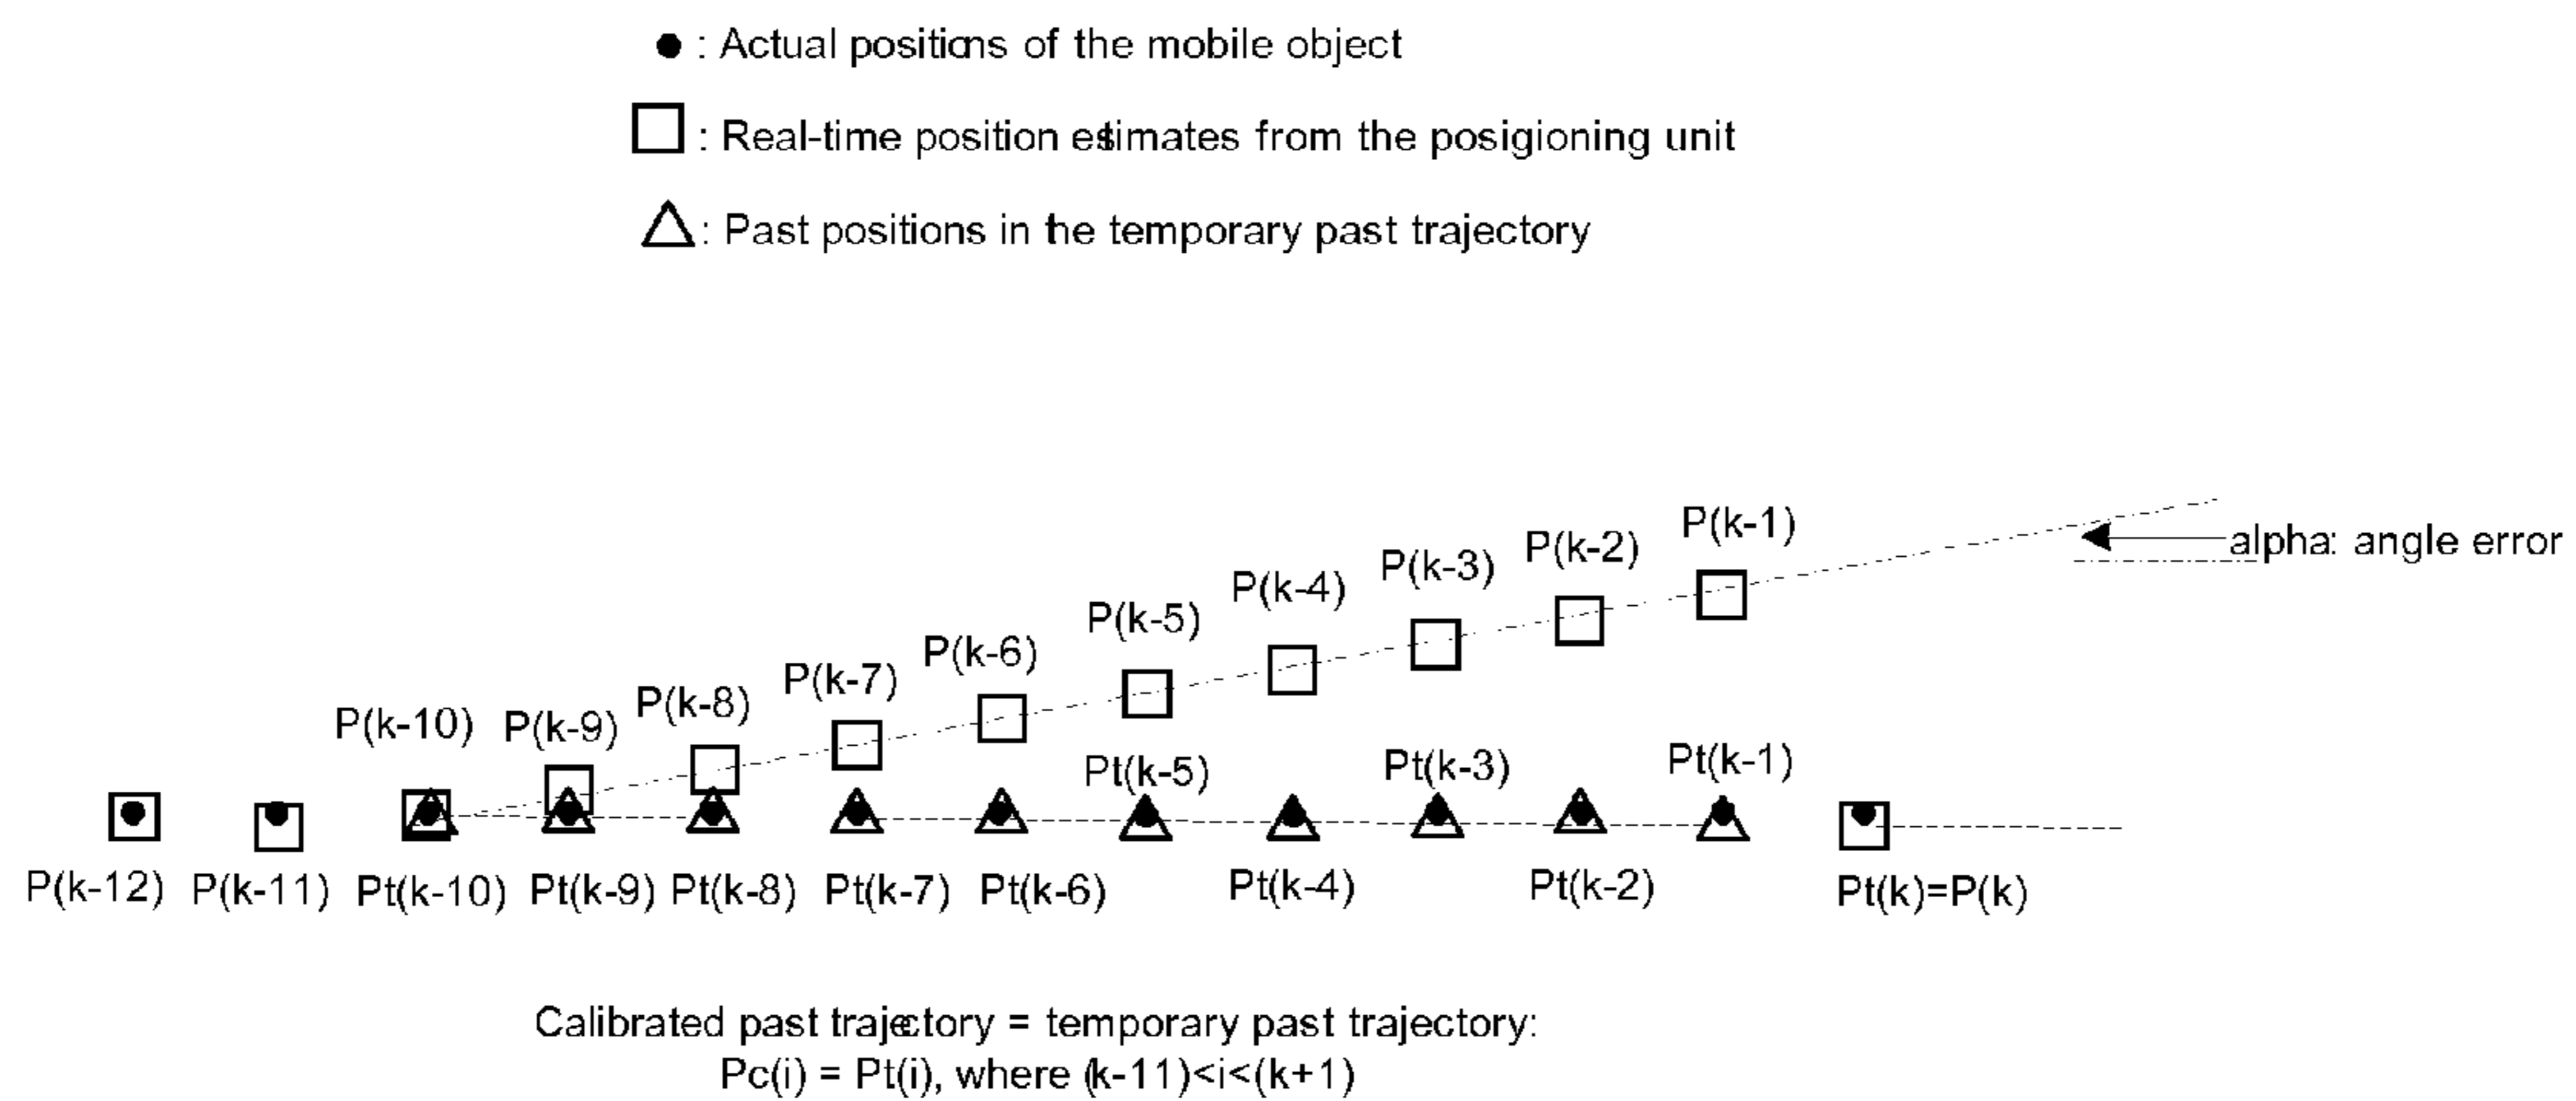 : Actual positions of the mobile object
: Real-time position estimates from the posigioning unit
: Past positions in the temporary past trajectory
P(k-1)
alpha: angle error
P(k-2)
P(k-3)
P(k-4)
P(k-5)
P(k-6)
P(k-7)
P(k-8)
P(k-10) P(k-9)
Pt(k-5) Pt(k-3) Pt(k-1)
P(k-12) P(k-11) Pt(k-10) Pt(k-9) Pt(k-8) Pt(k-7) Pt(k-6) Pt(k-4) Pt(k-2) Pt(k)=P(k)
Calibrated past trajectory = temporary past trajectory:
Pc(i) = Pt(i), where (k-11)<i<(k+1)